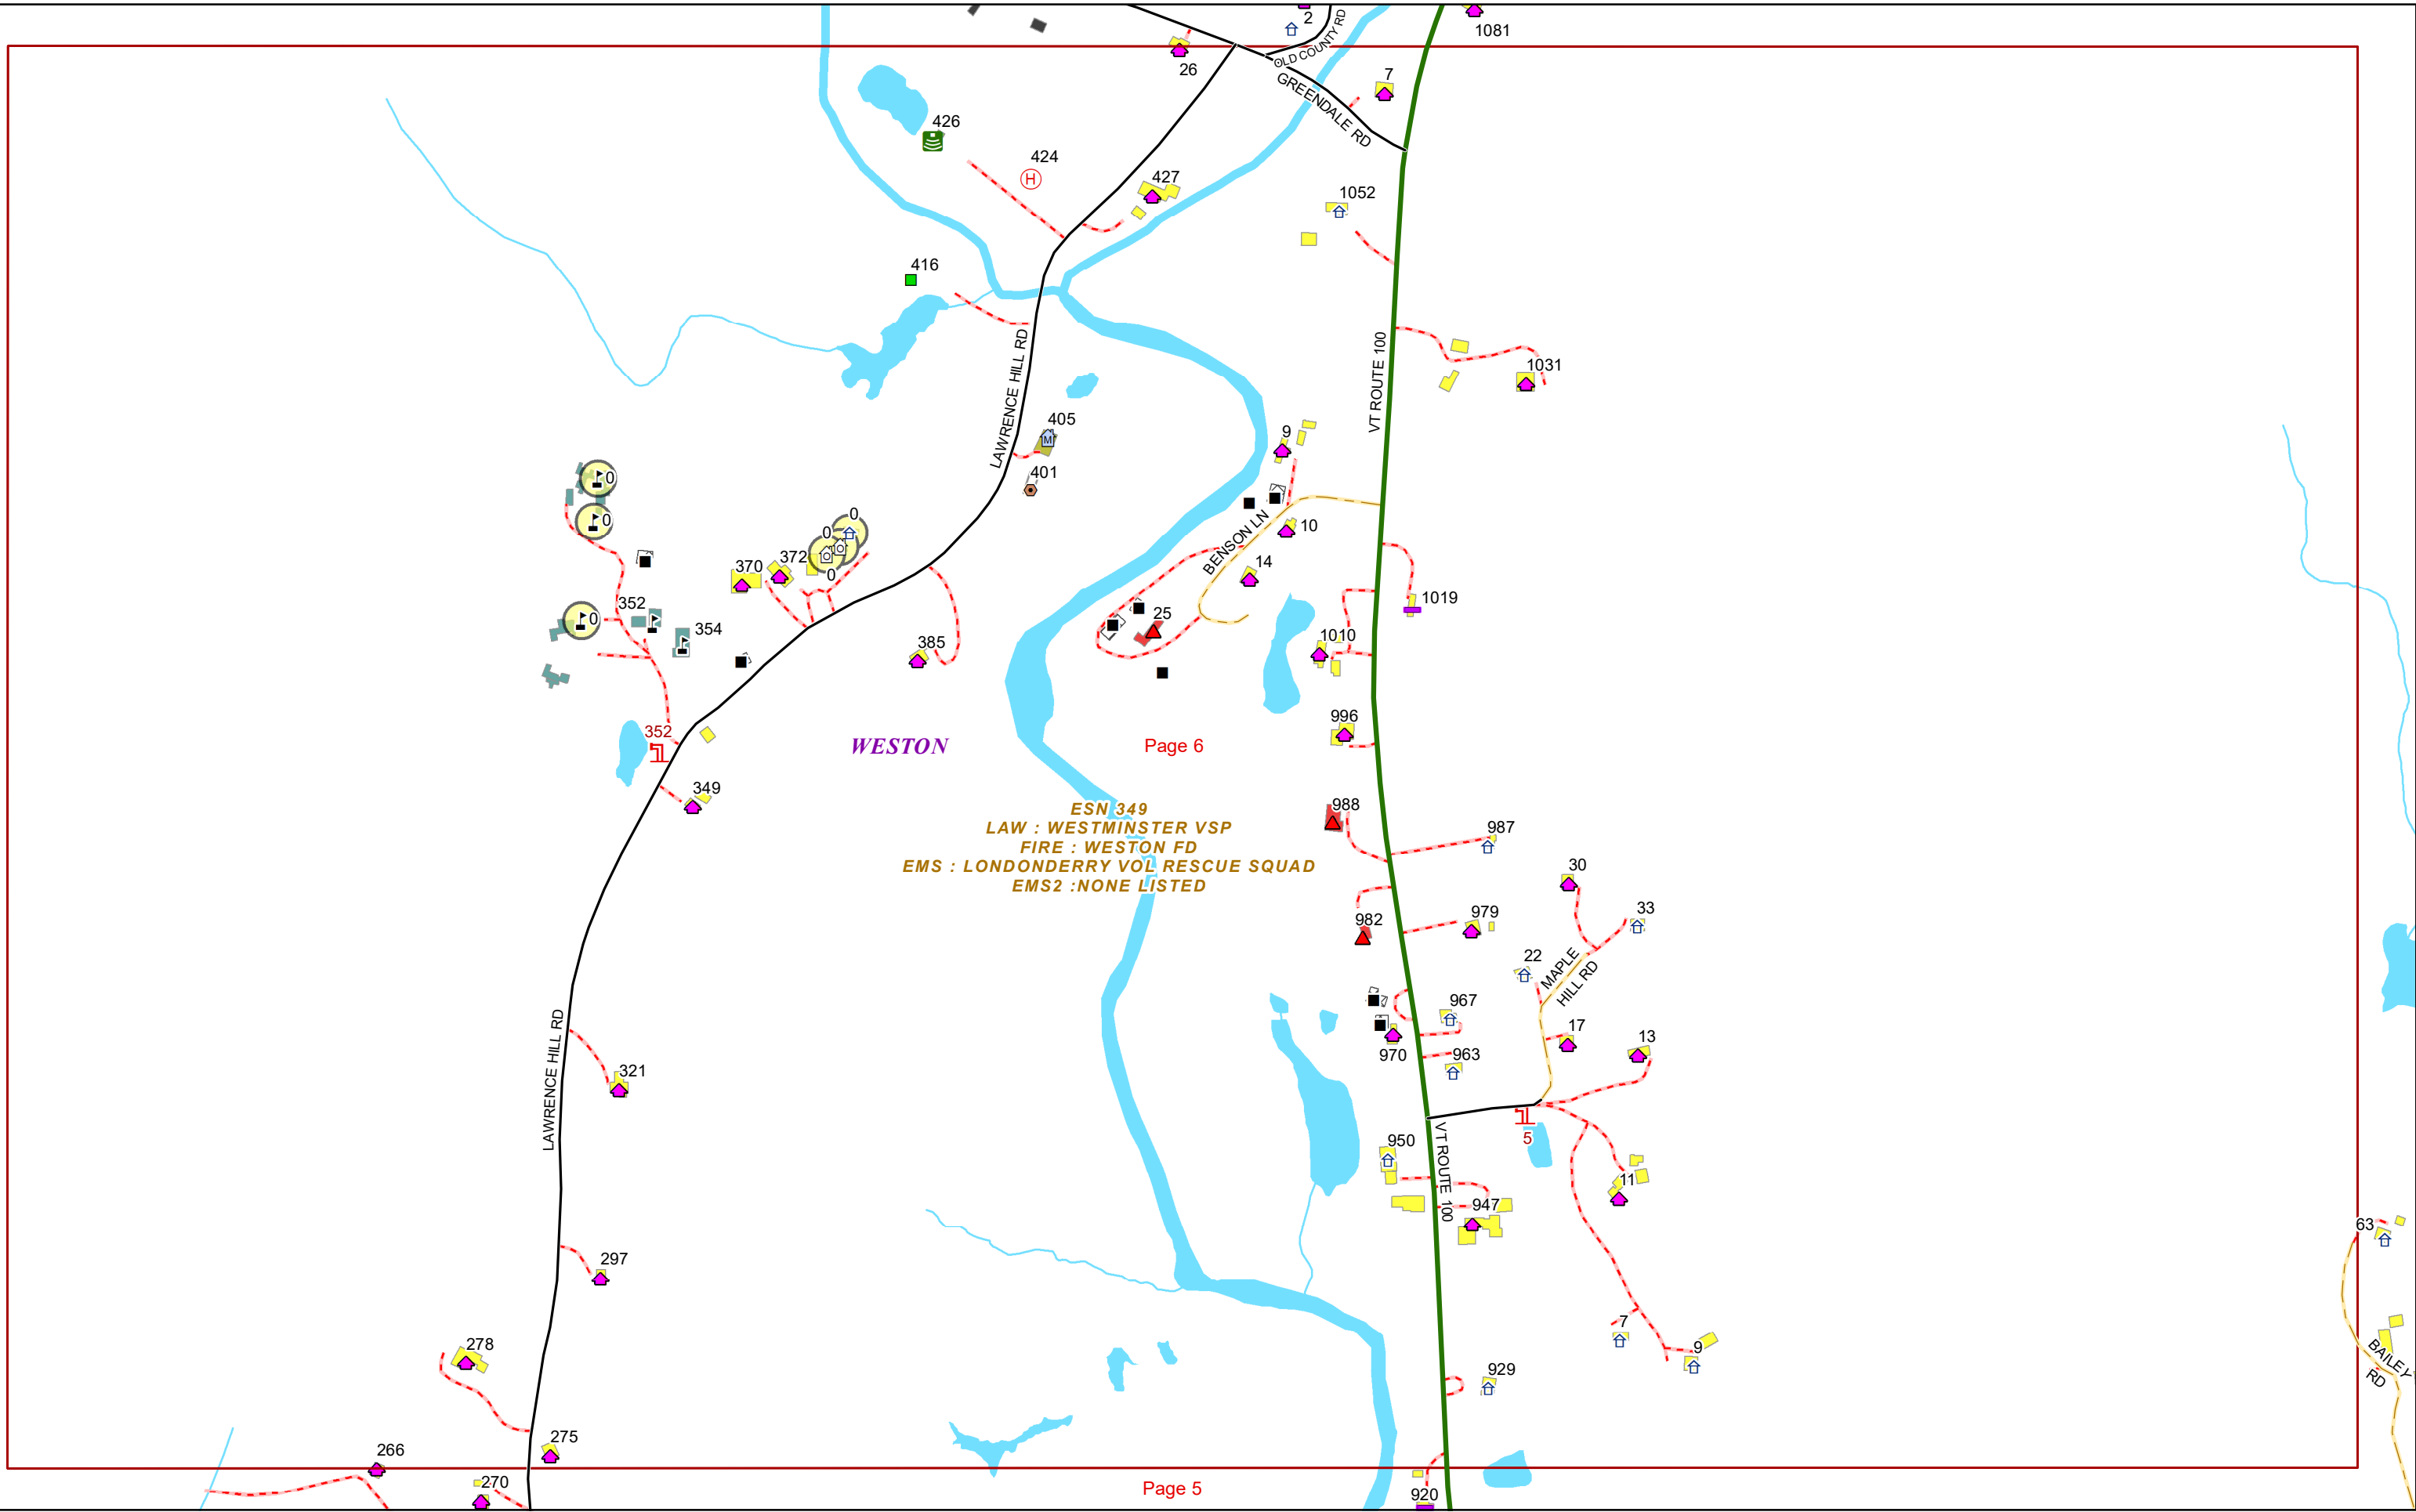 2
OLD COUNTY RD
1081
26
GREENDALE RD
7
426
424
427
1052
416
LAWRENCE HILL RD
VT ROUTE 100
1031
405
9
401
0
0
0
0
0
10
BENSON LN
14
370
372
352
354
25
1019
385
1010
0
352
WESTON
Page 6
996
349
988
ESN 349
LAW : WESTMINSTER VSP
FIRE : WESTON FD
EMS : LONDONDERRY VOL RESCUE SQUAD
EMS2 :NONE LISTED
987
30
982
979
33
22
MAPLE
HILL RD
967
17
13
970
963
LAWRENCE HILL RD
321
5
950
VT ROUTE 100
11
947
63
297
7
9
278
929
BAILEY
RD
275
266
270
Page 5
920
H
M
O
O